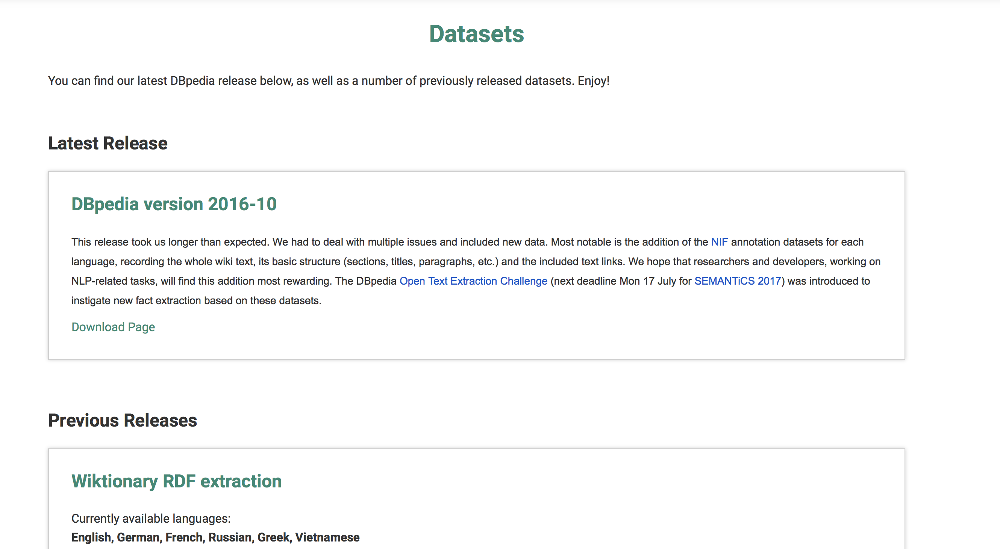 Datasets
You can find our latest DBpedia release below, as well as a number of previously released datasets. Enjoy!
Latest Release
DBpedia version 2016-10
This release took us longer than expected. We had to deal with multiple issues and included new data. Most notable is the addition of the NIF annotation datasets for each
language, recording the whole wiki text, its basic structure (sections, titles, paragraphs, etc.) and the included text links. We hope that researchers and developers, working on
NLP-related tasks, will find this addition most rewarding. The DBpedia Open Text Extraction Challenge (next deadline Mon 17 July for SEMANTiCS 2017) was introduced to
instigate new fact extraction based on these datasets.
Download Page
Previous Releases
Wiktionary RDF extraction
Currently available languages:
English, German, French, Russian, Greek, Vietnamese